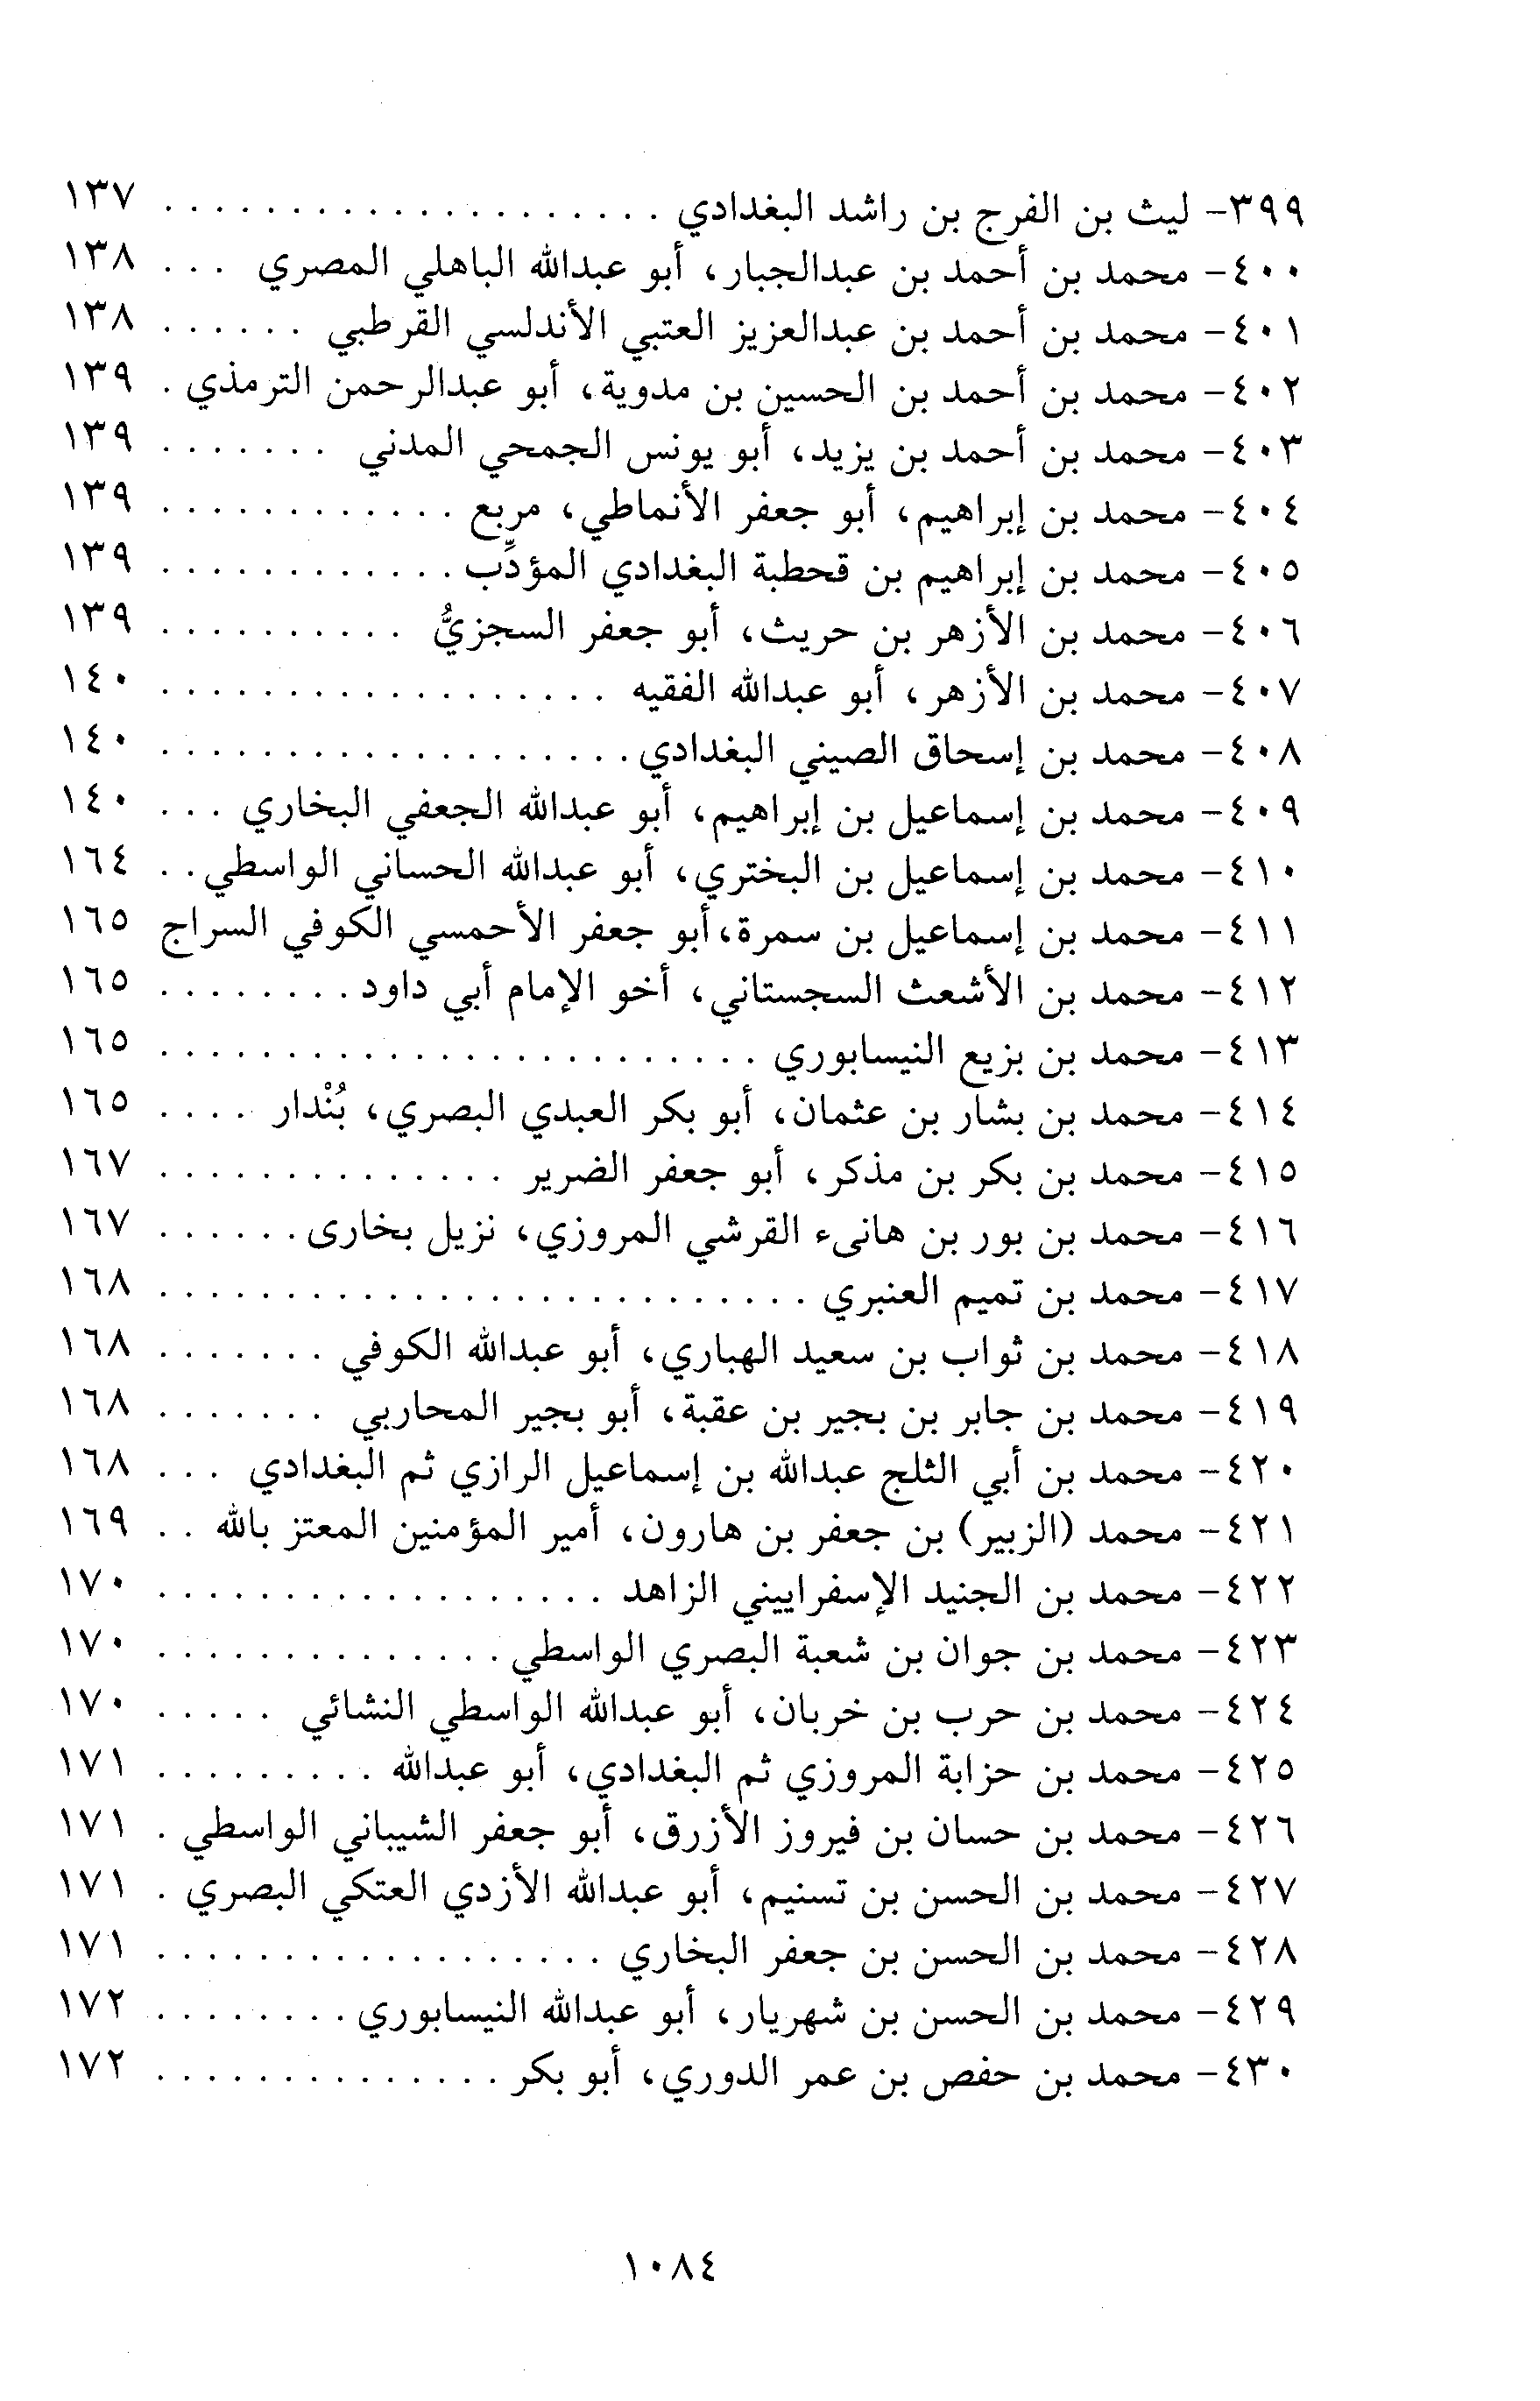 ٣٩٩- ليث بن الفرج بن راشد البغدادي . . . . . . . . . . . . . . . . . . . . ١٣٧
٤٠٠- محمد بن أحمد بن عبدالجبار، أبو عبدالله الباهلي المصري . . . ١٣٨
٤٠١- محمد بن أحمد بن عبدالعزيز العتبي الأندلسي القرطبي . . . . . . ١٣٨
٤٠٢- محمد بن أحمد بن الحسين بن مدوية، أبو عبدالرحمن الترمذي . ١٣٩
٤٠٣- محمد بن أحمد بن يزيد، أبو يونس الجمحي المدني . . . . . . . ١٣٩
٤٠٤- محمد بن إبراهيم، أبو جعفر الأنماطي، مربع . . . . . . . . . . . . ١٣٩
٤٠٥- محمد بن إبراهيم بن قحطبة البغدادي المؤدِّب . . . . . . . . . . . . ١٣٩
٤٠٦- محمد بن الأزهر بن حريث، أبو جعفر السجزيُّ . . . . . . . . . . ١٣٩
٤٠٧- محمد بن الأزهر، أبو عبدالله الفقيه . . . . . . . . . . . . . . . . . . ١٤٠
٤٠٨- محمد بن إسحاق الصيني البغدادي . . . . . . . . . . . . . . . . . . . ١٤٠
٤٠٩- محمد بن إسماعيل بن إبراهيم، أبو عبدالله الجعفي البخاري . . . ١٤٠
٤١٠- محمد بن إسماعيل بن البختري، أبو عبدالله الحساني الواسطي . . ١٦٤
٤١١- محمد بن إسماعيل بن سمرة، أبو جعفر الأحمسي الكوفي السراج ١٦٥
٤١٢- محمد بن الأشعث السجستاني، أخو الإمام أبي داود . . . . . . . . ١٦٥
٤١٣- محمد بن بزيع النيسابوري . . . . . . . . . . . . . . . . . . . . . . . . ١٦٥
٤١٤- محمد بن بشار بن عثمان، أبو بكر العبدي البصري، بُنْدار . . . . ١٦٥
٤١٥- محمد بن بكر بن مذكر، أبو جعفر الضرير . . . . . . . . . . . . . . ١٦٧
٤١٦- محمد بن بور بن هانىء القرشي المروزي، نزيل بخارى . . . . . . ١٦٧
٤١٧- محمد بن تميم العنبري . . . . . . . . . . . . . . . . . . . . . . . . . . ١٦٨
٤١٨- محمد بن ثواب بن سعيد الهباري، أبو عبدالله الكوفي . . . . . . . ١٦٨
٤١٩- محمد بن جابر بن بجير بن عقبة، أبو بجير المحاربي . . . . . . . ١٦٨
٤٢٠- محمد بن أبي الثلج عبدالله بن إسماعيل الرازي ثم البغدادي . . . ١٦٨
٤٢١- محمد (الزبير) بن جعفر بن هارون، أمير المؤمنين المعتز بالله . . ١٦٩
٤٢٢- محمد بن الجنيد الإسفراييني الزاهد . . . . . . . . . . . . . . . . . . ١٧٠
٤٢٣- محمد بن جوان بن شعبة البصري الواسطي . . . . . . . . . . . . . . ١٧٠
٤٢٤- محمد بن حرب بن خربان، أبو عبدالله الواسطي النشائي . . . . . ١٧٠
٤٢٥- محمد بن حزابة المروزي ثم البغدادي، أبو عبدالله . . . . . . . . . ١٧١
٤٢٦- محمد بن حسان بن فيروز الأزرق، أبو جعفر الشيباني الواسطي . ١٧١
٤٢٧- محمد بن الحسن بن تسنيم، أبو عبدالله الأزدي العتكي البصري . ١٧١
٤٢٨- محمد بن الحسن بن جعفر البخاري . . . . . . . . . . . . . . . . . . ١٧١
٤٢٩- محمد بن الحسن بن شهريار، أبو عبدالله النيسابوري . . . . . . . . ١٧٢
٤٣٠- محمد بن حفص بن عمر الدوري، أبو بكر . . . . . . . . . . . . . . ١٧٢
١٠٨٤